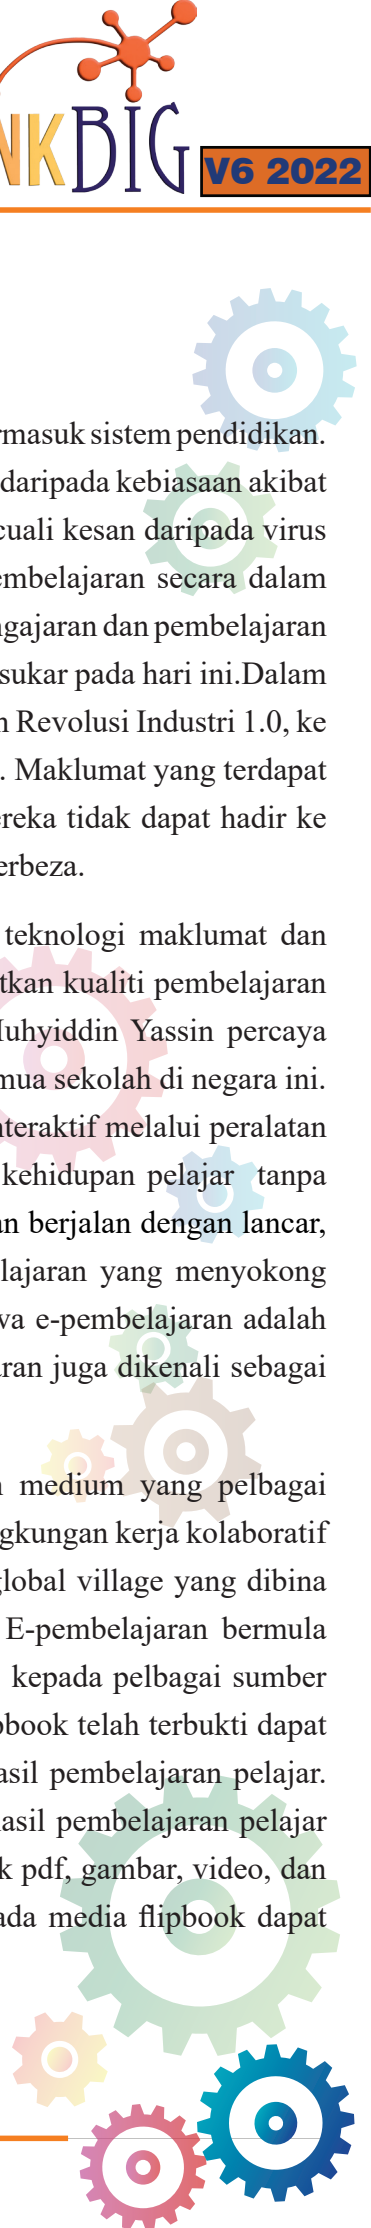 NKBIG
V6 2022
rmasuk sistem pendidikan.
daripada kebiasaan akibat
cuali kesan daripada virus
embelajaran secara dalam
ngajaran dan pembelajaran
sukar pada hari ini.Dalam
n Revolusi Industri 1.0, ke
. Maklumat yang terdapat
ereka tidak dapat hadir ke
erbeza.
teknologi maklumat dan
tkan kualiti pembelajaran
Muhyiddin Yassin percaya
mua sekolah di negara ini.
nteraktif melalui peralatan
kehidupan pelajar tanpa
an berjalan dengan lancar,
lajaran yang menyokong
wa e-pembelajaran adalah
aran juga dikenali sebagai
n medium yang pelbagai
ngkungan kerja kolaboratif
global village yang dibina
E-pembelajaran bermula
kepada pelbagai sumber
pbook telah terbukti dapat
asil pembelajaran pelajar.
hasil pembelajaran pelajar
k pdf, gambar, video, dan
ada media flipbook dapat